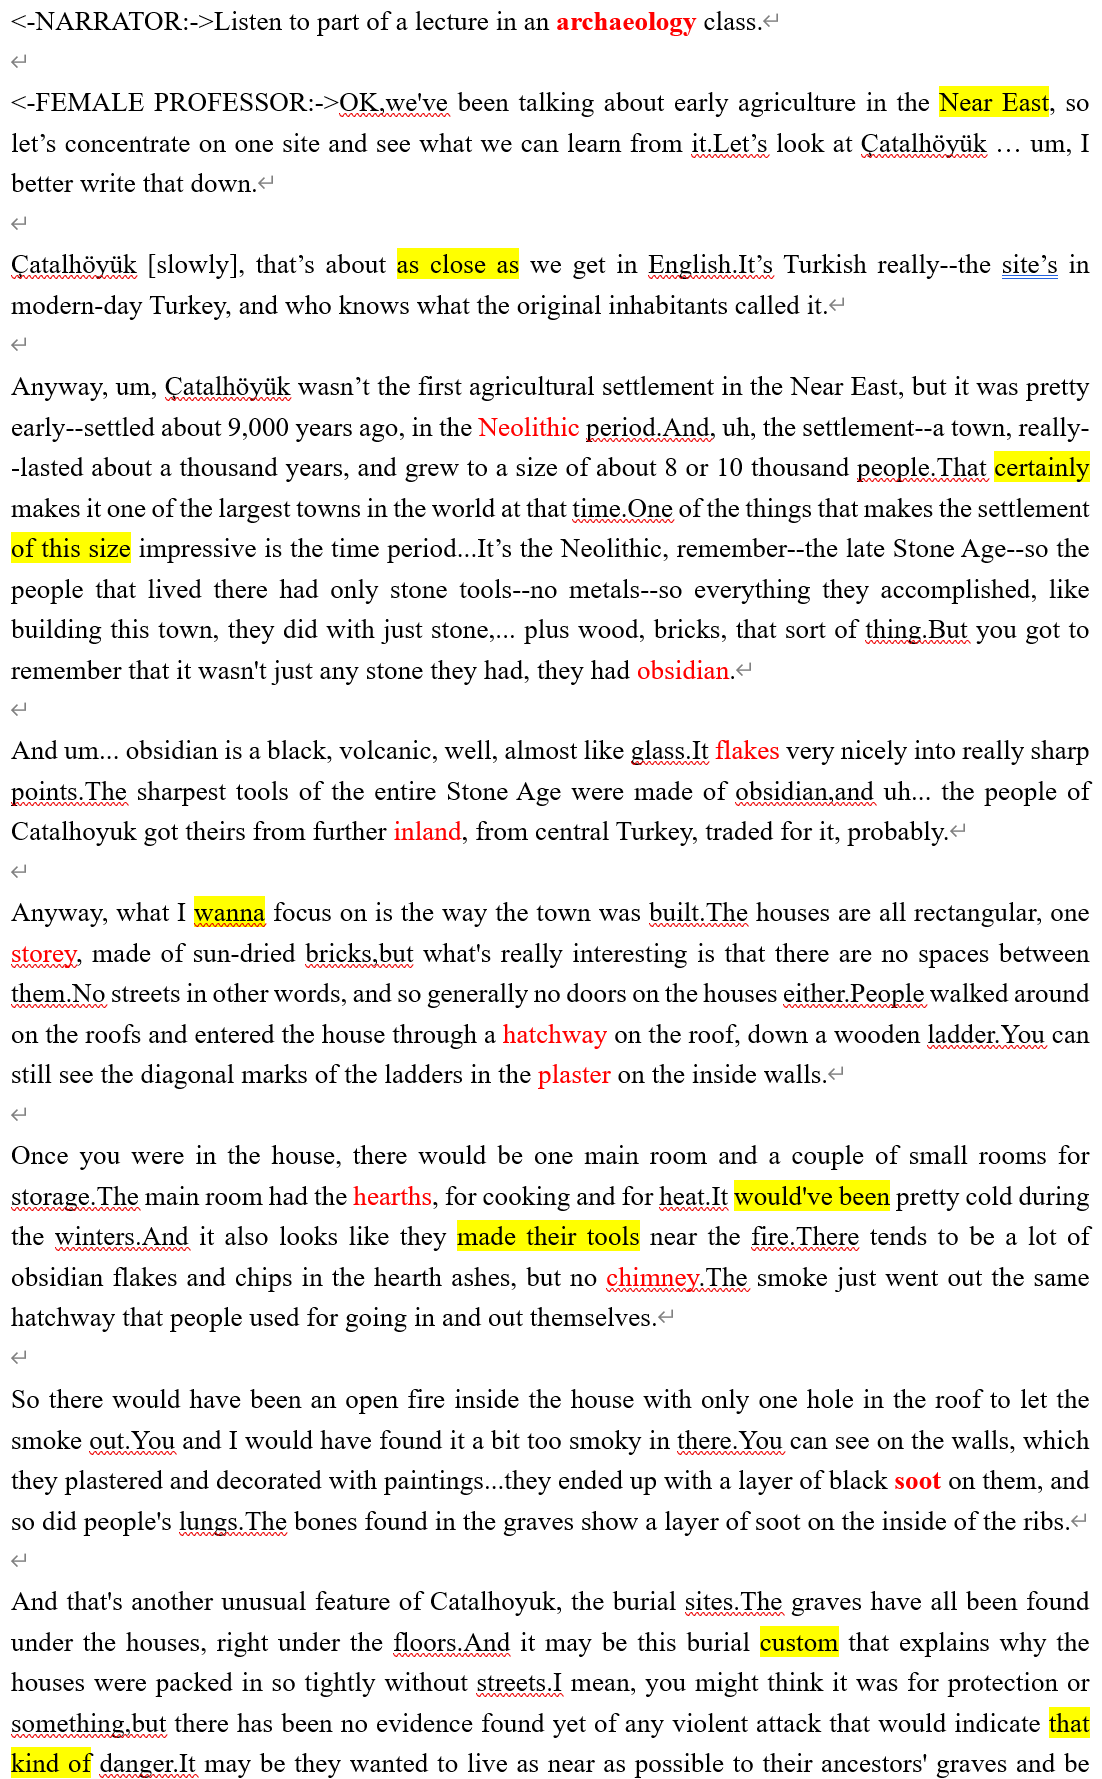 <-NARRATOR:->Listen to part of a lecture in an archaeology class.↵
↵
<-FEMALE PROFESSOR:->OK,we've been talking about early agriculture in the Near East, so
let’s concentrate on one site and see what we can learn from it.Let’s look at Çatalhöyük … um, I
better write that down.↵
↵
Çatalhöyük [slowly], that’s about as close as we get in English.It’s Turkish really--the site’s in
modern-day Turkey, and who knows what the original inhabitants called it.↵
↵
Anyway, um, Çatalhöyük wasn’t the first agricultural settlement in the Near East, but it was pretty
early--settled about 9,000 years ago, in the Neolithic period.And, uh, the settlement--a town, really-
-lasted about a thousand years, and grew to a size of about 8 or 10 thousand people.That certainly
makes it one of the largest towns in the world at that time.One of the things that makes the settlement
of this size impressive is the time period...It’s the Neolithic, remember--the late Stone Age--so the
people that lived there had only stone tools--no metals--so everything they accomplished, like
building this town, they did with just stone,... plus wood, bricks, that sort of thing.But you got to
remember that it wasn't just any stone they had, they had obsidian.↵
↵
And um... obsidian is a black, volcanic, well, almost like glass.It flakes very nicely into really sharp
points.The sharpest tools of the entire Stone Age were made of obsidian,and uh... the people of
Catalhoyuk got theirs from further inland, from central Turkey, traded for it, probably.↵
↵
Anyway, what I wanna focus on is the way the town was built.The houses are all rectangular, one
storey, made of sun-dried bricks,but what's really interesting is that there are no spaces between
them.No streets in other words, and so generally no doors on the houses either.People walked around
on the roofs and entered the house through a hatchway on the roof, down a wooden ladder.You can
still see the diagonal marks of the ladders in the plaster on the inside walls.↵
↵
Once you were in the house, there would be one main room and a couple of small rooms for
storage.The main room had the hearths, for cooking and for heat.It would've been pretty cold during
the winters.And it also looks like they made their tools near the fire.There tends to be a lot of
obsidian flakes and chips in the hearth ashes, but no chimney.The smoke just went out the same
hatchway that people used for going in and out themselves.↵
↵
So there would have been an open fire inside the house with only one hole in the roof to let the
smoke out.You and I would have found it a bit too smoky in there.You can see on the walls, which
they plastered and decorated with paintings...they ended up with a layer of black soot on them, and
so did people's lungs.The bones found in the graves show a layer of soot on the inside of the ribs.↵
↵
And that's another unusual feature of Catalhoyuk, the burial sites.The graves have all been found
under the houses, right under the floors.And it may be this burial custom that explains why the
houses were packed in so tightly without streets.I mean, you might think it was for protection or
something,but there has been no evidence found yet of any violent attack that would indicate that
kind of danger.It may be they wanted to live as near as possible to their ancestors' graves and be